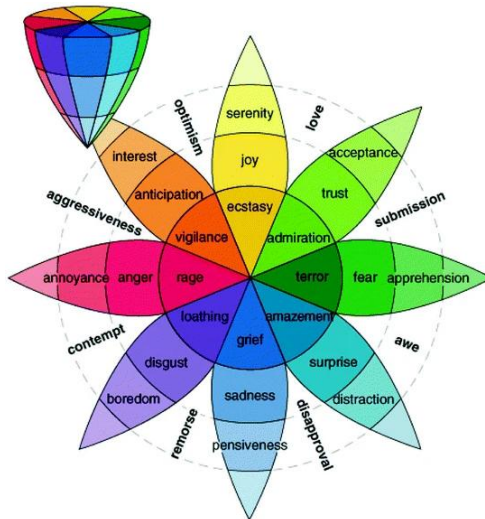 serenity
optimism
love
interest
joy
acceptance
anticipation
trust
aggressiveness
ecstasy
submission
vigilance
admiration
annoyance
anger
rage
terror
fear
apprehension
loathing
amazement
contempt
grief
awe
disgust
surprise
boredom
sadness
distraction
remorse
disapproval
pensiveness